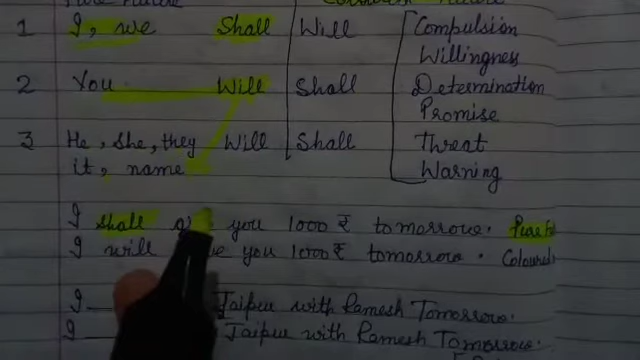 1 I, we Shall Will Compulsion
Willingness
2 You Will Shall Determination
Promise
3 He, She, they Will Shall Threat
it, name Warning
I shall you 1000 ₹ tomorrow. Pure
I will you 1000 ₹ tomorrow. Coloured
I Jaipur with Ramesh Tomorrow.
I Jaipur with Ramesh Tomorrow.